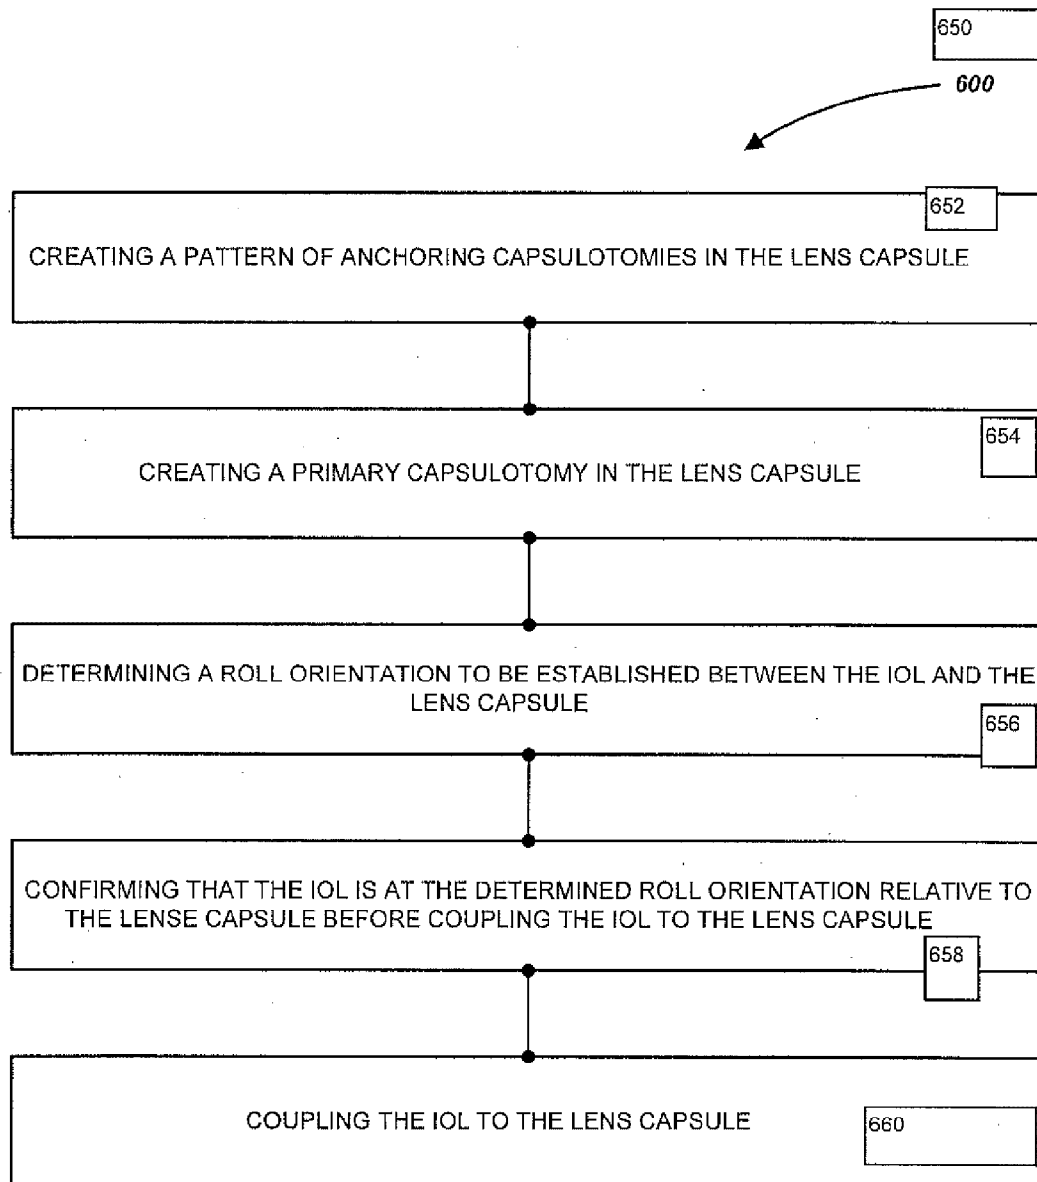 650
600
652
CREATING A PATTERN OF ANCHORING CAPSULOTOMIES IN THE LENS CAPSULE
654
CREATING A PRIMARY CAPSULOTOMY IN THE LENS CAPSULE
DETERMINING A ROLL ORIENTATION TO BE ESTABLISHED BETWEEN THE IOL AND THE
LENS CAPSULE
656
CONFIRMING THAT THE IOL IS AT THE DETERMINED ROLL ORIENTATION RELATIVE TO
THE LENSE CAPSULE BEFORE COUPLING THE IOL TO THE LENS CAPSULE
658
COUPLING THE IOL TO THE LENS CAPSULE
660